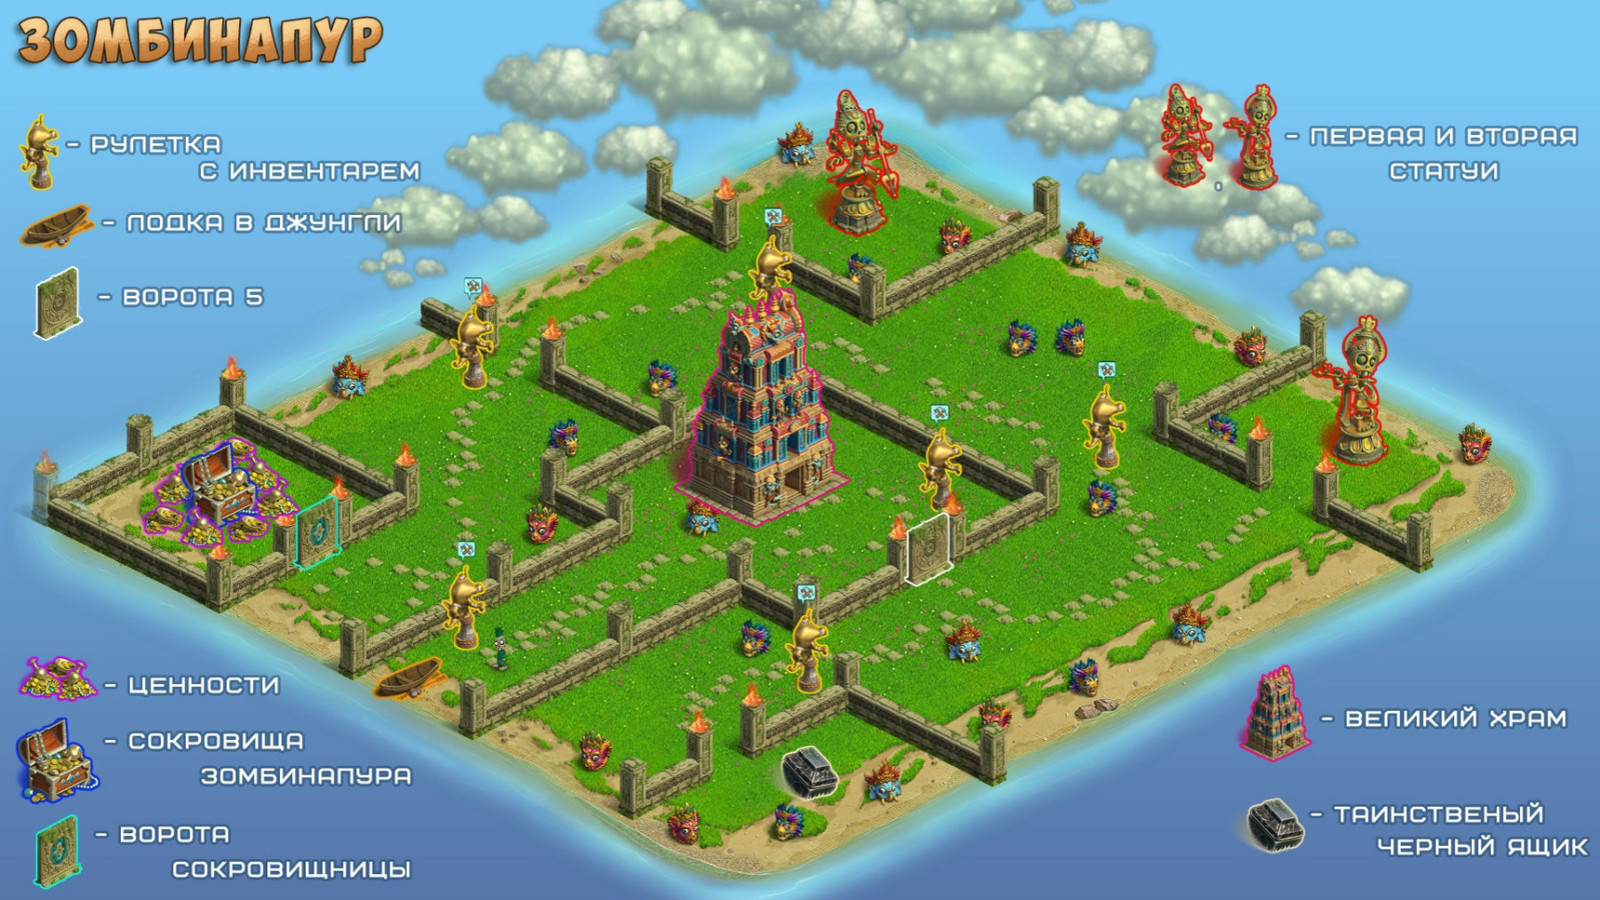 ЗОМБИНАПУР
- РУЛЕТКА
С ИНВЕНТАРЕМ
- ЛОДКА В ДЖУНГЛИ
- ВОРОТА 5
- ПЕРВАЯ И ВТОРАЯ
СТАТУИ
- ЦЕННОСТИ
- СОКРОВИЩА
ЗОМБИНАПУРА
- ВОРОТА
СОКРОВИЩНИЦЫ
- ВЕЛИКИЙ ХРАМ
- ТАИНСТВЕНЫЙ
ЧЕРНЫЙ ЯЩИК